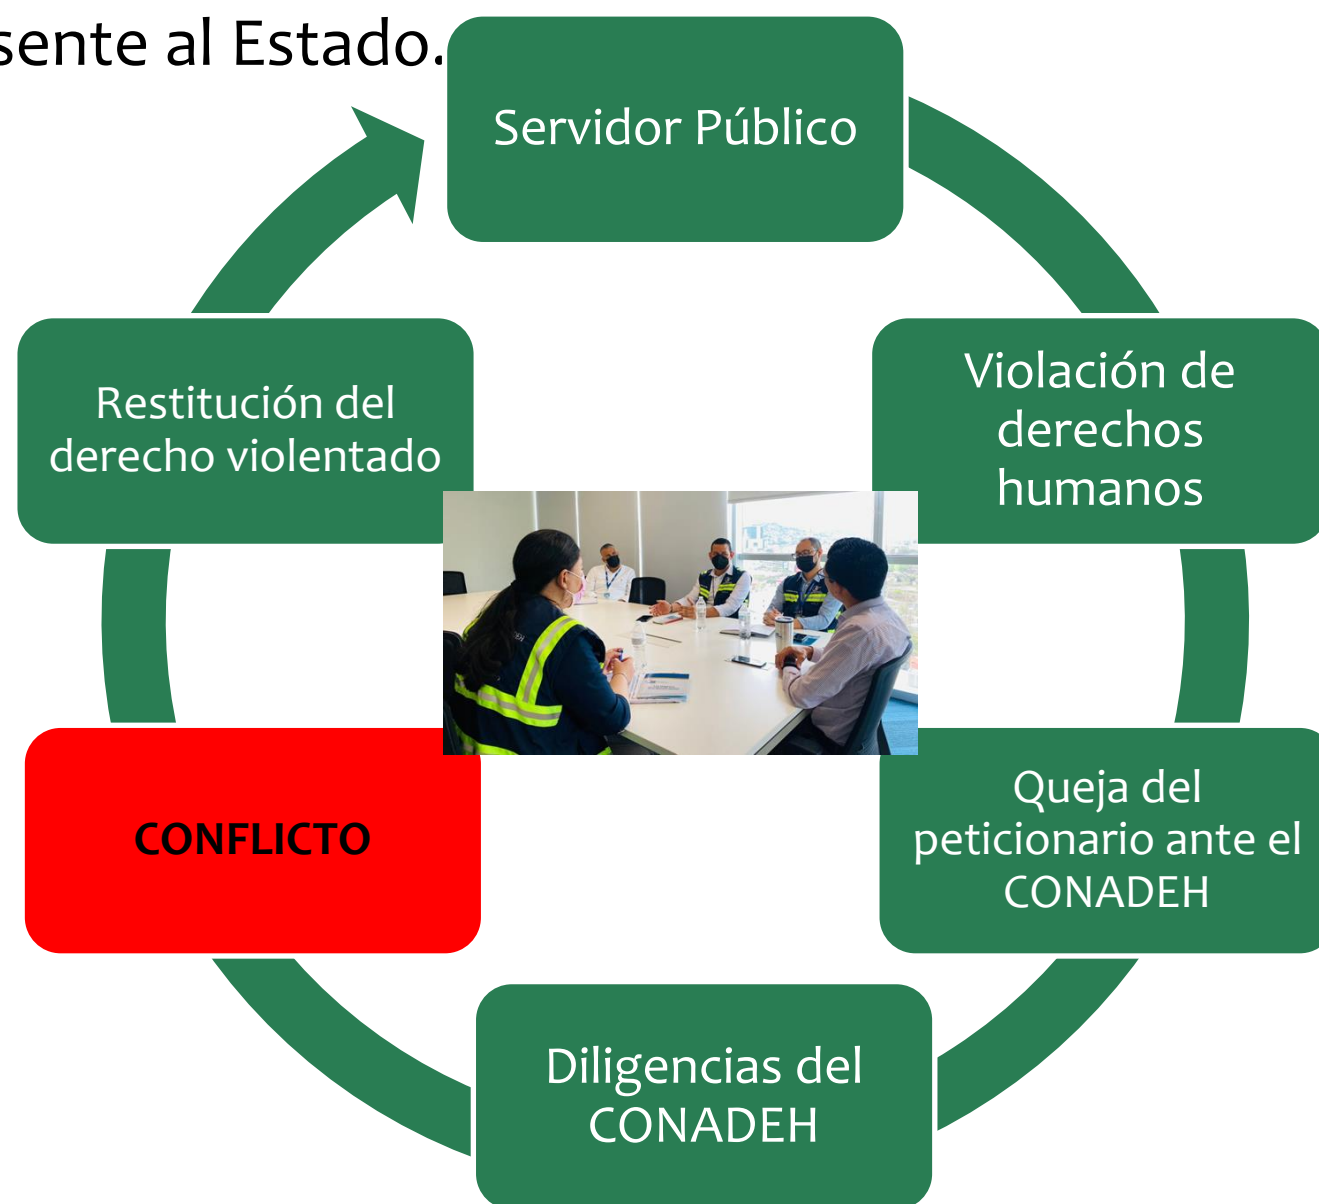 sente al Estado.
Servidor Público
Violación de
derechos
humanos
Queja del
peticionario ante el
CONADEH
Diligencias del
CONADEH
CONFLICTO
Restitución del
derecho violentado